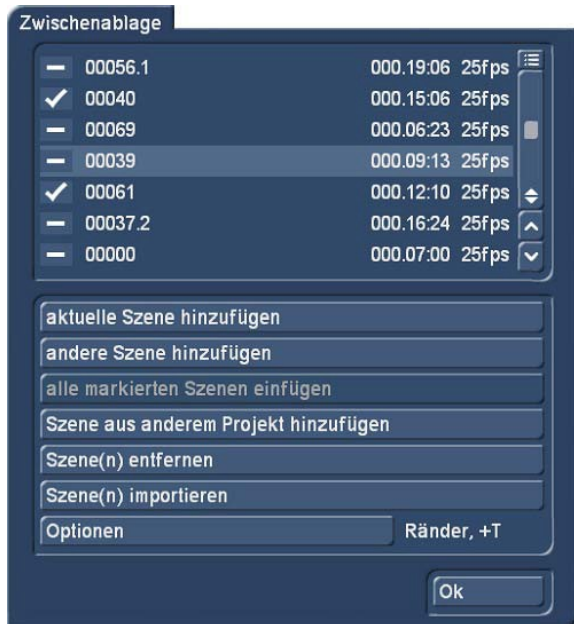 Zwischenablage
00056.1 000.19:06 25fps
00040 000.15:06 25fps
00069 000.06:23 25fps
00039 000.09:13 25fps
00061 000.12:10 25fps
00037.2 000.16:24 25fps
00000 000.07:00 25fps
aktuelle Szene hinzufügen
andere Szene hinzufügen
alle markierten Szenen einfügen
Szene aus anderem Projekt hinzufügen
Szene(n) entfernen
Szene(n) importieren
Optionen Ränder, +T
Ok